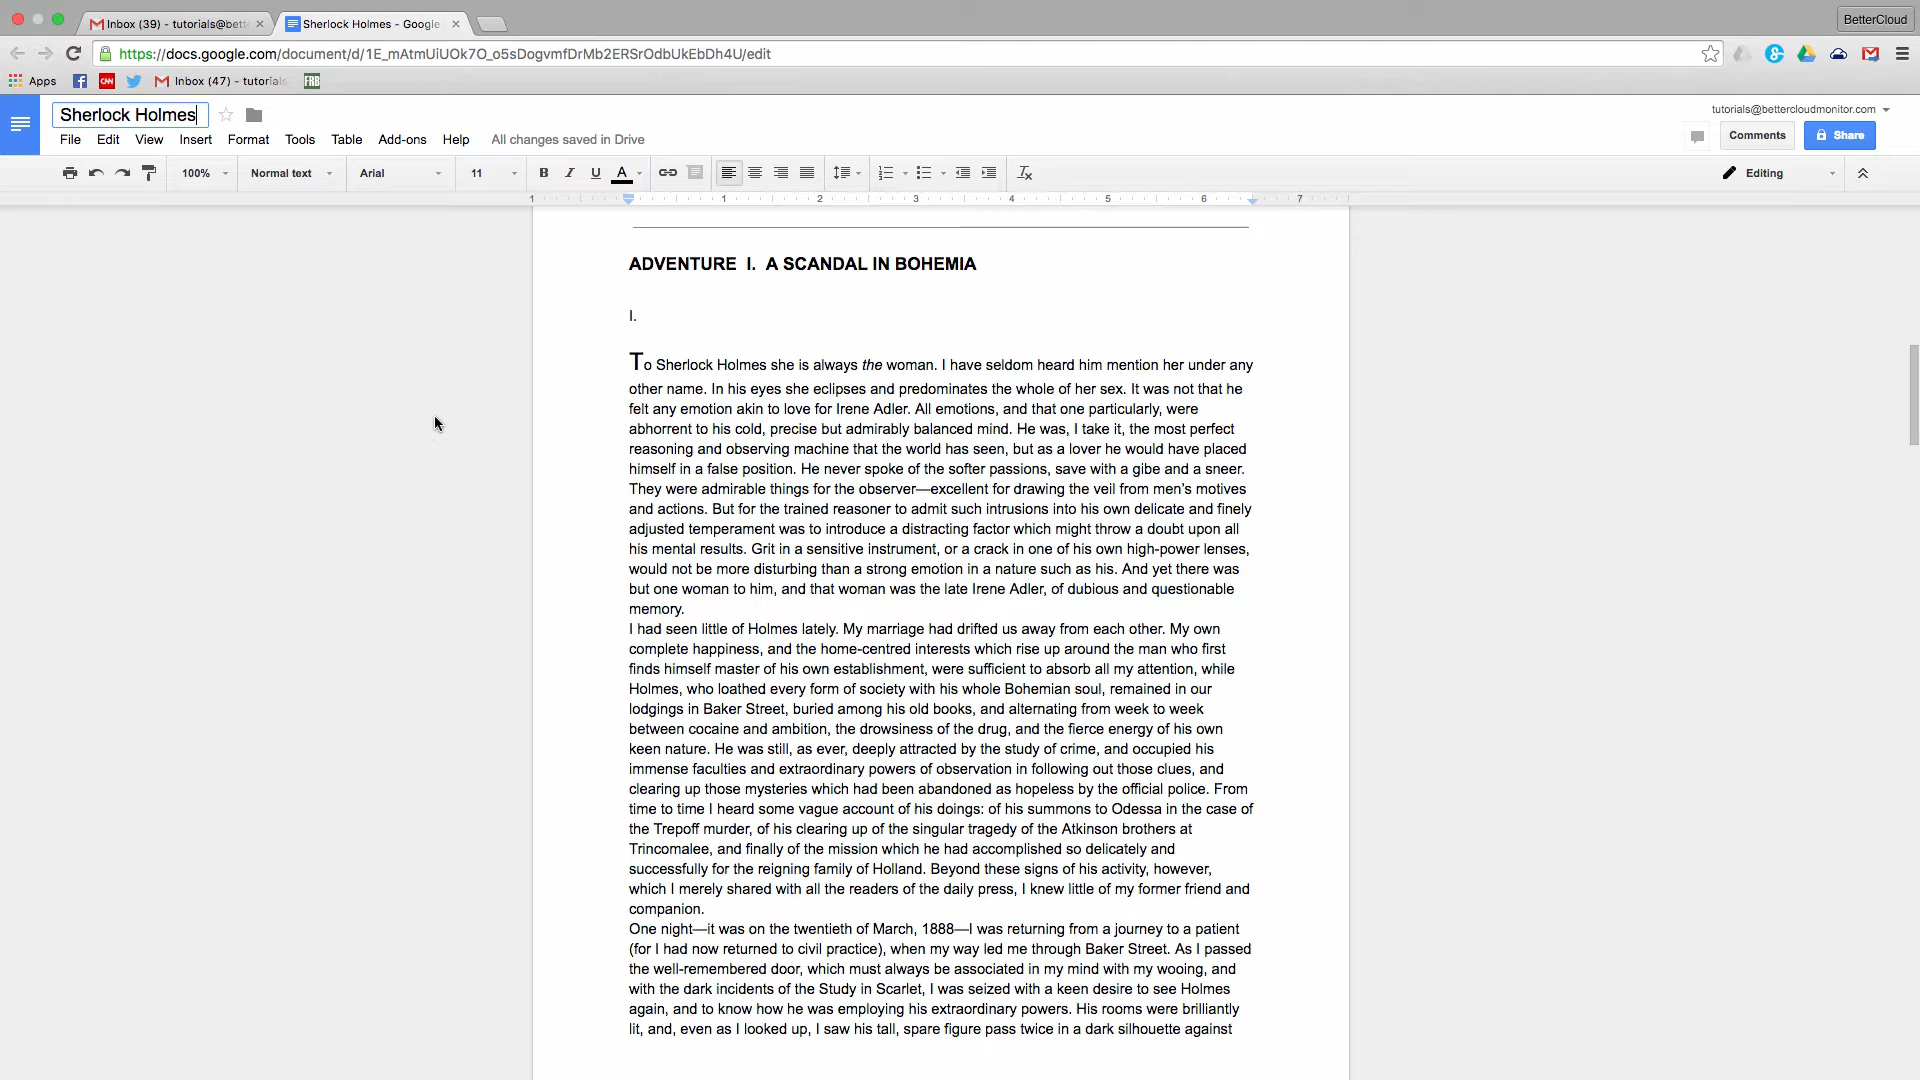 Inbox (39) - tutorials@bett
Sherlock Holmes - Google
BetterCloud
https://docs.google.com/document/d/1E_mAtmUiUOk7O_o5sDogvmfDrMb2ERSrOdbUkEbDh4U/edit
Apps
CNN
Inbox (47) - tutorials
FRB
Sherlock Holmes
tutorials@bettercloudmonitor.com
File Edit View Insert Format Tools Table Add-ons Help All changes saved in Drive
Comments
Share
100% Normal text Arial 11 B I U A
Editing
1 1 2 3 4 5 6 7
ADVENTURE  I.  A SCANDAL IN BOHEMIA
I.
To Sherlock Holmes she is always the woman. I have seldom heard him mention her under any
other name. In his eyes she eclipses and predominates the whole of her sex. It was not that he
felt any emotion akin to love for Irene Adler. All emotions, and that one particularly, were
abhorrent to his cold, precise but admirably balanced mind. He was, I take it, the most perfect
reasoning and observing machine that the world has seen, but as a lover he would have placed
himself in a false position. He never spoke of the softer passions, save with a gibe and a sneer.
They were admirable things for the observer—excellent for drawing the veil from men’s motives
and actions. But for the trained reasoner to admit such intrusions into his own delicate and finely
adjusted temperament was to introduce a distracting factor which might throw a doubt upon all
his mental results. Grit in a sensitive instrument, or a crack in one of his own high-power lenses,
would not be more disturbing than a strong emotion in a nature such as his. And yet there was
but one woman to him, and that woman was the late Irene Adler, of dubious and questionable
memory.
I had seen little of Holmes lately. My marriage had drifted us away from each other. My own
complete happiness, and the home-centred interests which rise up around the man who first
finds himself master of his own establishment, were sufficient to absorb all my attention, while
Holmes, who loathed every form of society with his whole Bohemian soul, remained in our
lodgings in Baker Street, buried among his old books, and alternating from week to week
between cocaine and ambition, the drowsiness of the drug, and the fierce energy of his own
keen nature. He was still, as ever, deeply attracted by the study of crime, and occupied his
immense faculties and extraordinary powers of observation in following out those clues, and
clearing up those mysteries which had been abandoned as hopeless by the official police. From
time to time I heard some vague account of his doings: of his summons to Odessa in the case of
the Trepoff murder, of his clearing up of the singular tragedy of the Atkinson brothers at
Trincomalee, and finally of the mission which he had accomplished so delicately and
successfully for the reigning family of Holland. Beyond these signs of his activity, however,
which I merely shared with all the readers of the daily press, I knew little of my former friend and
companion.
One night—it was on the twentieth of March, 1888—I was returning from a journey to a patient
(for I had now returned to civil practice), when my way led me through Baker Street. As I passed
the well-remembered door, which must always be associated in my mind with my wooing, and
with the dark incidents of the Study in Scarlet, I was seized with a keen desire to see Holmes
again, and to know how he was employing his extraordinary powers. His rooms were brilliantly
lit, and, even as I looked up, I saw his tall, spare figure pass twice in a dark silhouette against